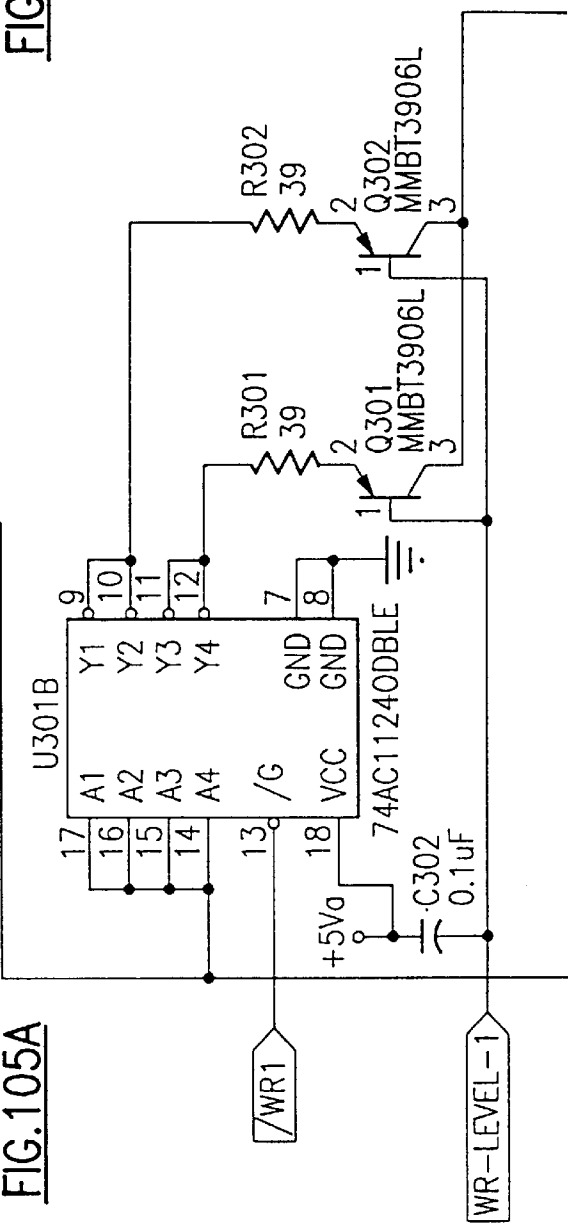 FIG.105A
FIG
U301B
17 A1 Y1 9
16 A2 Y2 10
15 A3 Y3 11
14 A4 Y4 12
13 /G GND 7
18 VCC GND 8
74AC11240DBLE
/WR1
+5Va
C302
0.1uF
WR-LEVEL-1
R301
39
2
1
Q301
MMBT3906L
3
R302
39
2
1
Q302
MMBT3906L
3